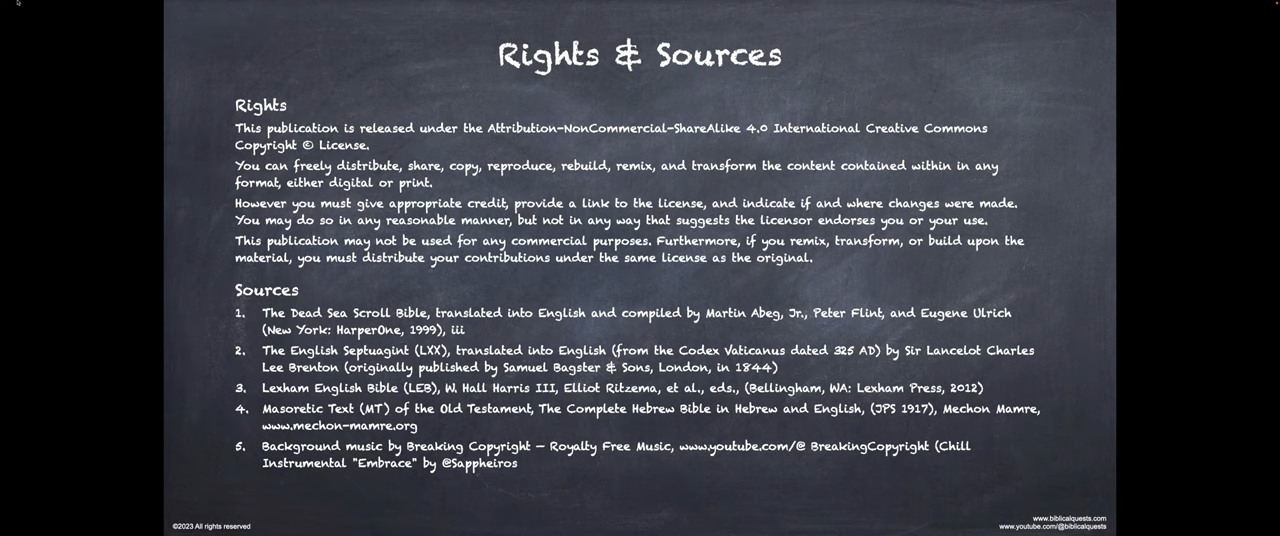 Rights & Sources
Rights
This publication is released under the Attribution-NonCommercial-ShareAlike 4.0 International Creative Commons
Copyright © License.
You can freely distribute, share, copy, reproduce, rebuild, remix, and transform the content contained within in any
format, either digital or print.
However you must give appropriate credit, provide a link to the license, and indicate if and where changes were made.
You may do so in any reasonable manner, but not in any way that suggests the licensor endorses you or your use.
This publication may not be used for any commercial purposes. Furthermore, if you remix, transform, or build upon the
material, you must distribute your contributions under the same license as the original.
Sources
1. The Dead Sea Scroll Bible, translated into English and compiled by Martin Abeg, Jr., Peter Flint, and Eugene Ulrich
(New York: HarperOne, 1999), iii
2. The English Septuagint (LXX), translated into English (from the Codex Vaticanus dated 325 AD) by Sir Lancelot Charles
Lee Brenton (originally published by Samuel Bagster & Sons, London, in 1844)
3. Lexham English Bible (LEB), W. Hall Harris III, Elliot Ritzema, et al., eds., (Bellingham, WA: Lexham Press, 2012)
4. Masoretic Text (MT) of the Old Testament, The Complete Hebrew Bible in Hebrew and English, (JPS 1917), Mechon Mamre,
www.mechon-mamre.org
5. Background music by Breaking Copyright — Royalty Free Music, www.youtube.com/@ BreakingCopyright (Chill
Instrumental "Embrace" by @Sappheiros
©2023 All rights reserved
www.biblicalquests.com
www.youtube.com/@biblicalquests